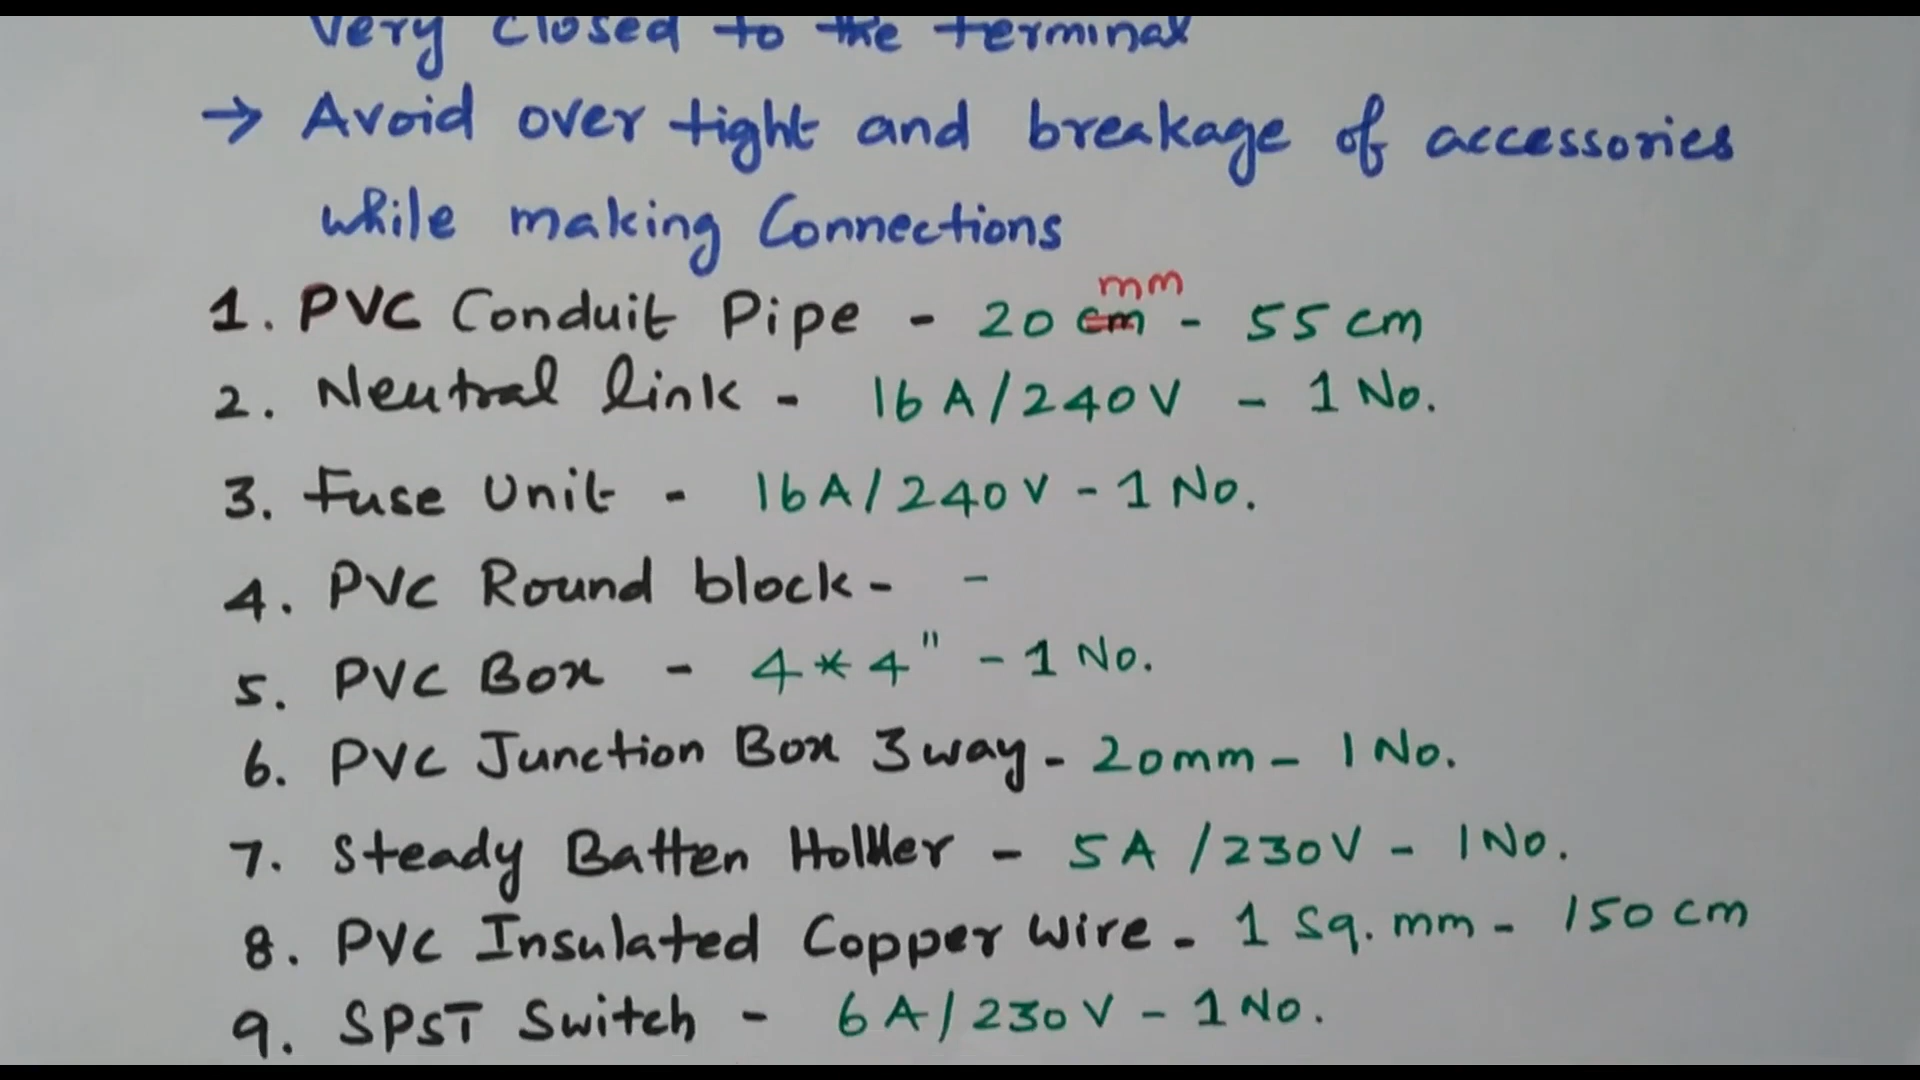 very closed to the terminal
→ Avoid over tight and breakage of accessories
while making Connections
1. PVC Conduit Pipe - 20 cm mm - 55 cm
2. Neutral link - 16 A/240V - 1 No.
3. Fuse Unit - 16A/240V - 1 No.
4. PVC Round block - -
5. PVC Box - 4*4" - 1 No.
6. PVC Junction Box 3 way - 20mm - 1 No.
7. Steady Batten Holder - 5A /230V - 1 No.
8. PVC Insulated Copper Wire - 1 Sq. mm - 150 cm
9. SPST Switch - 6A/230V - 1 No.